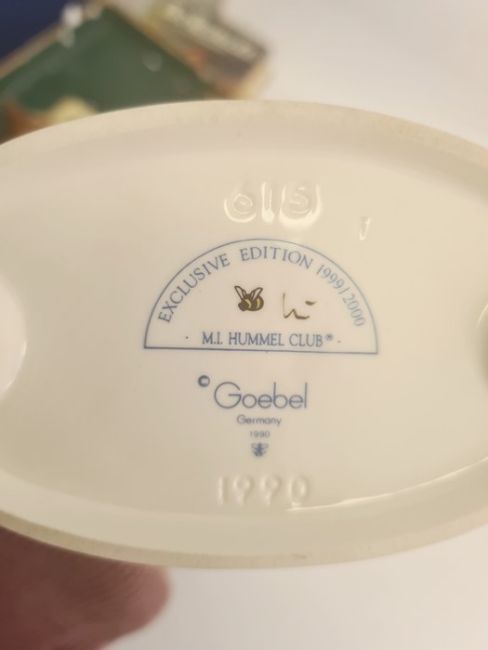 615
EXCLUSIVE EDITION 1999/2000
· M.I. HUMMEL CLUB® ·
© Goebel
Germany
1990
1990